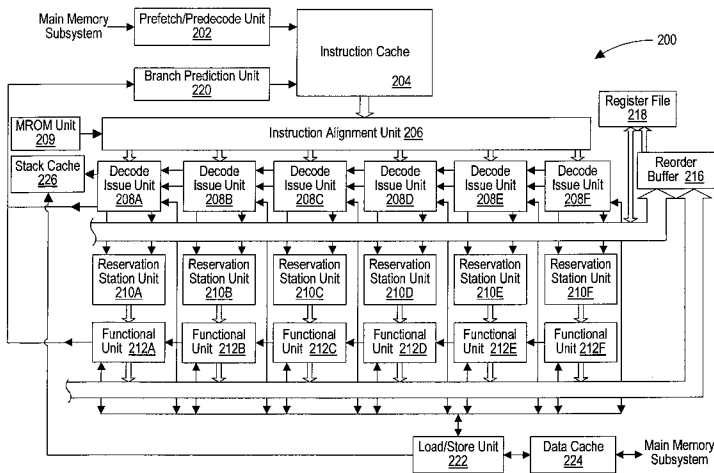 Main Memory
Subsystem
Prefetch/Predecode Unit
202
Instruction Cache
204
200
Branch Prediction Unit
220
Register File
218
MROM Unit
209
Instruction Alignment Unit 206
Stack Cache
226
Decode
Issue Unit
208A
Decode
Issue Unit
208B
Decode
Issue Unit
208C
Decode
Issue Unit
208D
Decode
Issue Unit
208E
Decode
Issue Unit
208F
Reorder
Buffer 216
Reservation
Station Unit
210A
Reservation
Station Unit
210B
Reservation
Station Unit
210C
Reservation
Station Unit
210D
Reservation
Station Unit
210E
Reservation
Station Unit
210F
Functional
Unit 212A
Functional
Unit 212B
Functional
Unit 212C
Functional
Unit 212D
Functional
Unit 212E
Functional
Unit 212F
Load/Store Unit
222
Data Cache
224
Main Memory
Subsystem